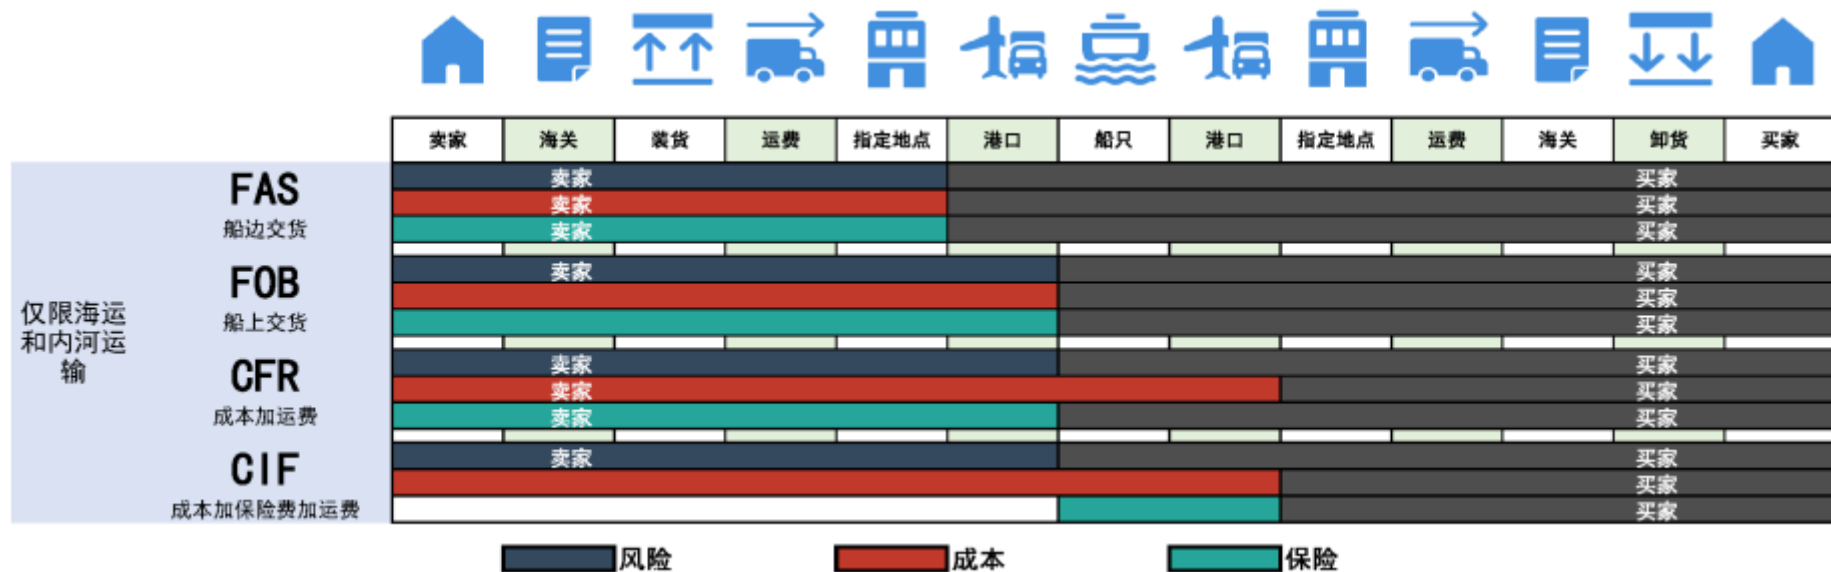 卖家 海关 装货 运费 指定地点 港口 船只 港口 指定地点 运费 海关 卸货 买家
仅限海运
和内河运
输
FAS
船边交货
卖家 买家
卖家 买家
卖家 买家
FOB
船上交货
卖家 买家
买家
买家
CFR
成本加运费
卖家 买家
卖家 买家
卖家 买家
CIF
成本加保险费加运费
卖家 买家
买家
买家
风险 成本 保险